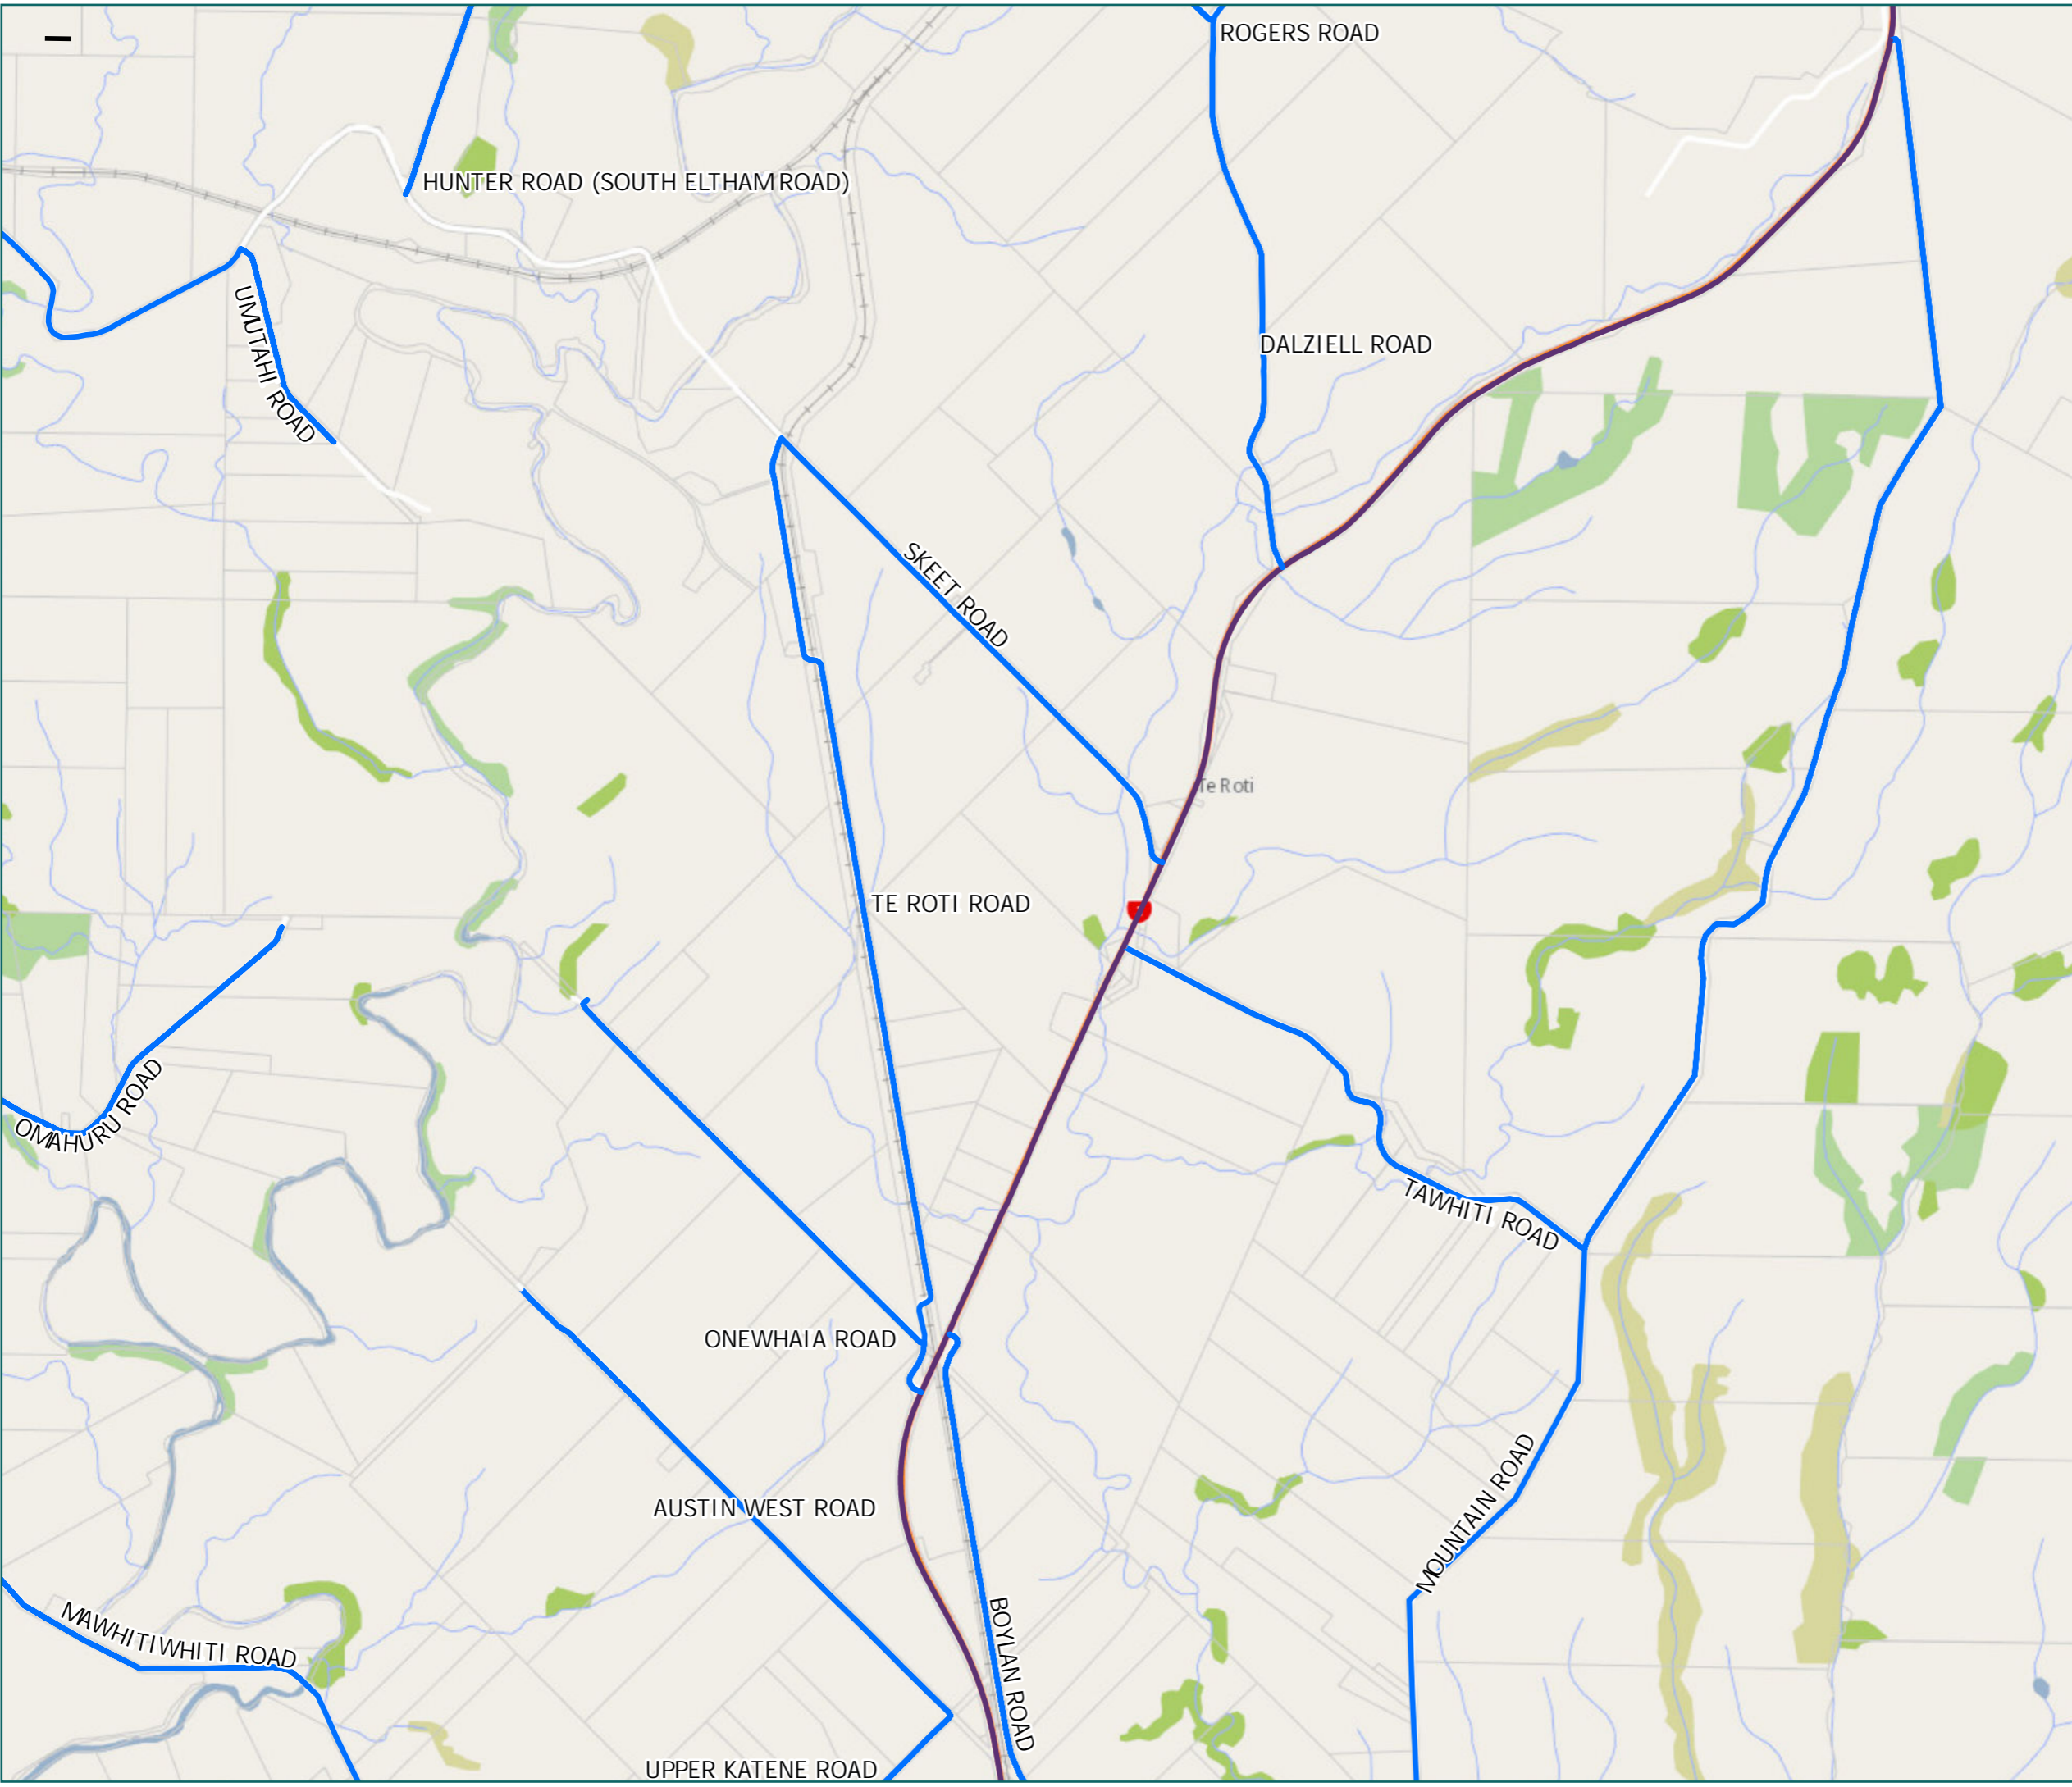 ROGERS ROAD
HUNTER ROAD (SOUTH ELTHAM ROAD)
UMUTAHI ROAD
DALZIELL ROAD
SKEET ROAD
Te Roti
TE ROTI ROAD
OMAHURU ROAD
TAWHITI ROAD
ONEWHAIA ROAD
AUSTIN WEST ROAD
MOUNTAIN ROAD
MAWHITIWHITI ROAD
BOYLAN ROAD
UPPER KATENE ROAD